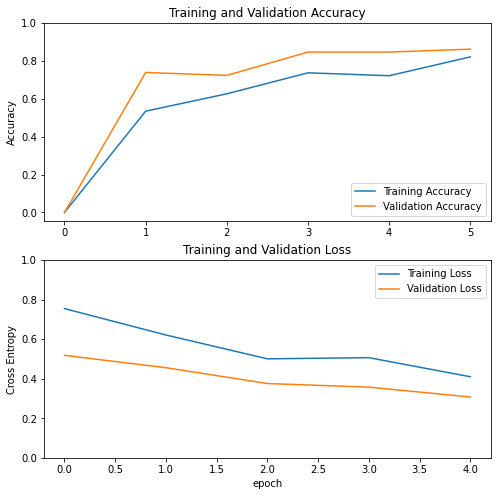 Training and Validation Accuracy
1.0
0.8
0.6
0.4
0.2
0.0
Accuracy
Training Accuracy
Validation Accuracy
0 1 2 3 4 5
Training and Validation Loss
1.0
0.8
0.6
0.4
0.2
0.0
Cross Entropy
Training Loss
Validation Loss
0.0 0.5 1.0 1.5 2.0 2.5 3.0 3.5 4.0
epoch